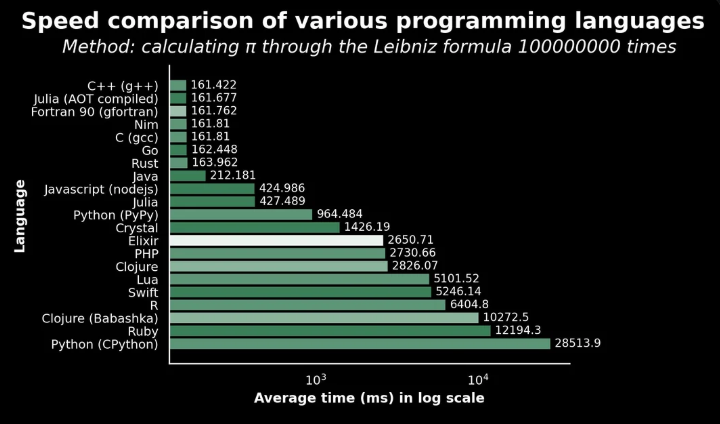 Speed comparison of various programming languages
Method: calculating π through the Leibniz formula 100000000 times
Language
C++ (g++) 161.422
Julia (AOT compiled) 161.677
Fortran 90 (gfortran) 161.762
Nim 161.81
C (gcc) 161.81
Go 162.448
Rust 163.962
Java 212.181
Javascript (nodejs) 424.986
Julia 427.489
Python (PyPy) 964.484
Crystal 1426.19
Elixir 2650.71
PHP 2730.66
Clojure 2826.07
Lua 5101.52
Swift 5246.14
R 6404.8
Clojure (Babashka) 10272.5
Ruby 12194.3
Python (CPython) 28513.9
10³ 10⁴
Average time (ms) in log scale